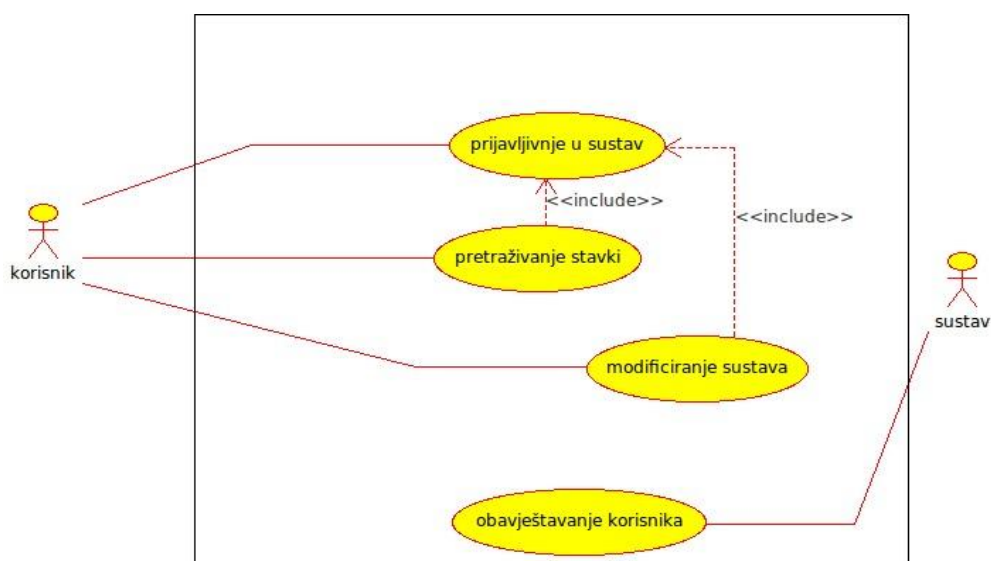 prijavljivnje u sustav
<<include>>
<<include>>
pretraživanje stavki
korisnik
sustav
modificiranje sustava
obavještavanje korisnika